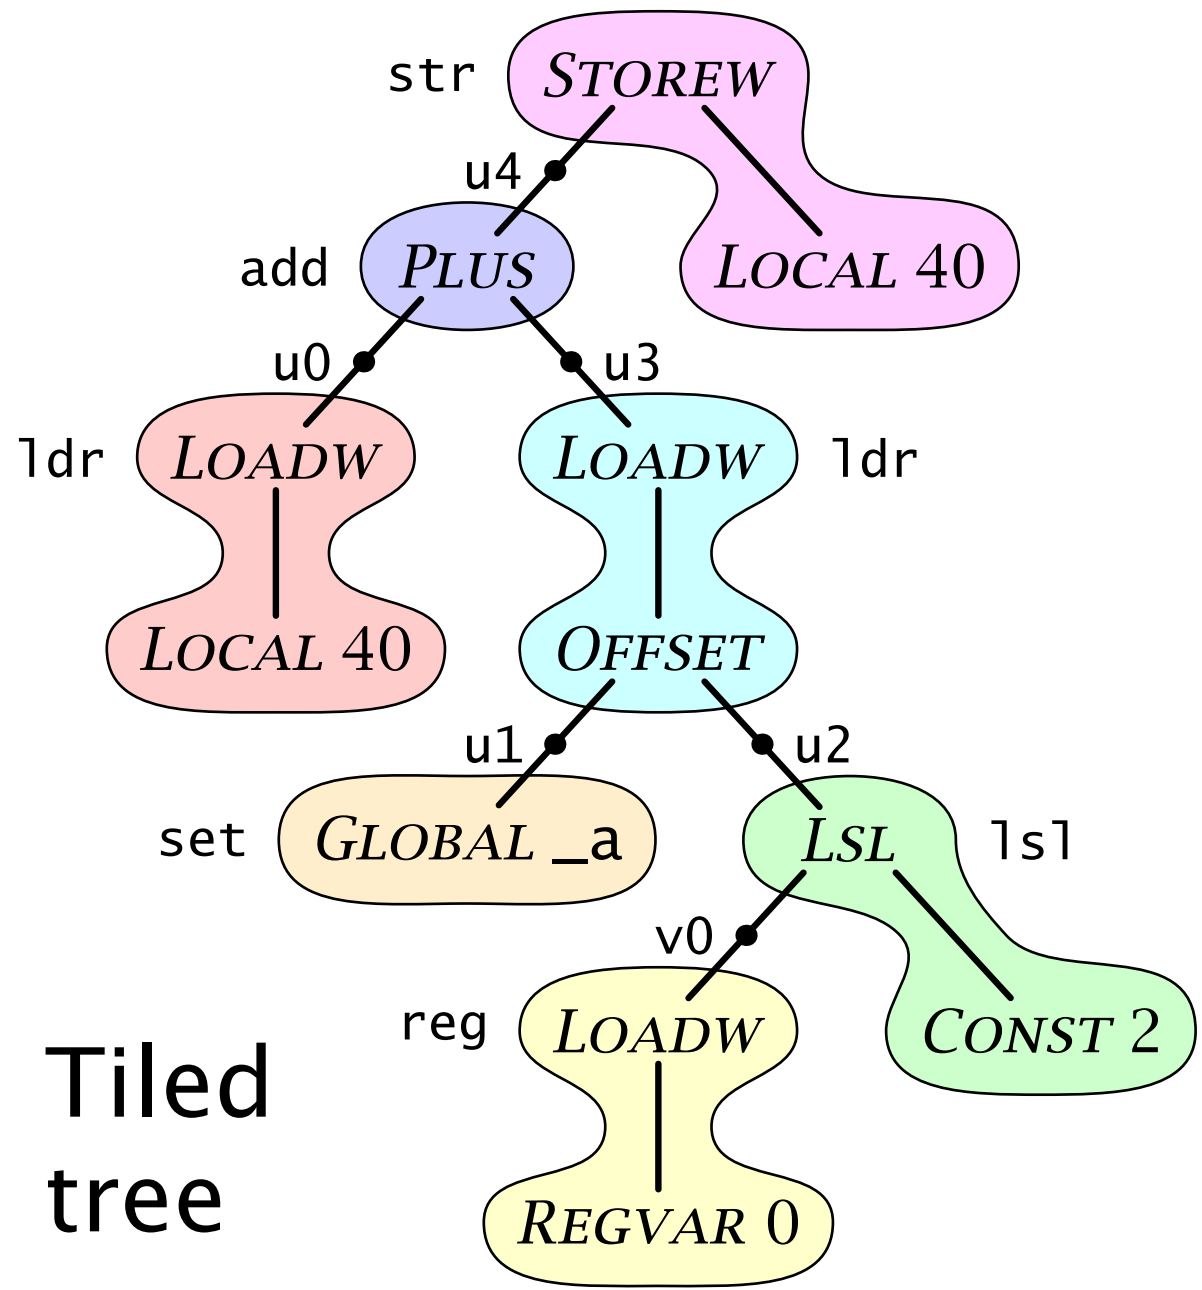 str STOREW
u4
add PLUS LOCAL 40
u0 u3
ldr LOADW LOADW ldr
LOCAL 40 OFFSET
u1 u2
set GLOBAL _a LSL lsl
v0
reg LOADW CONST 2
Tiled
tree
REGVAR 0